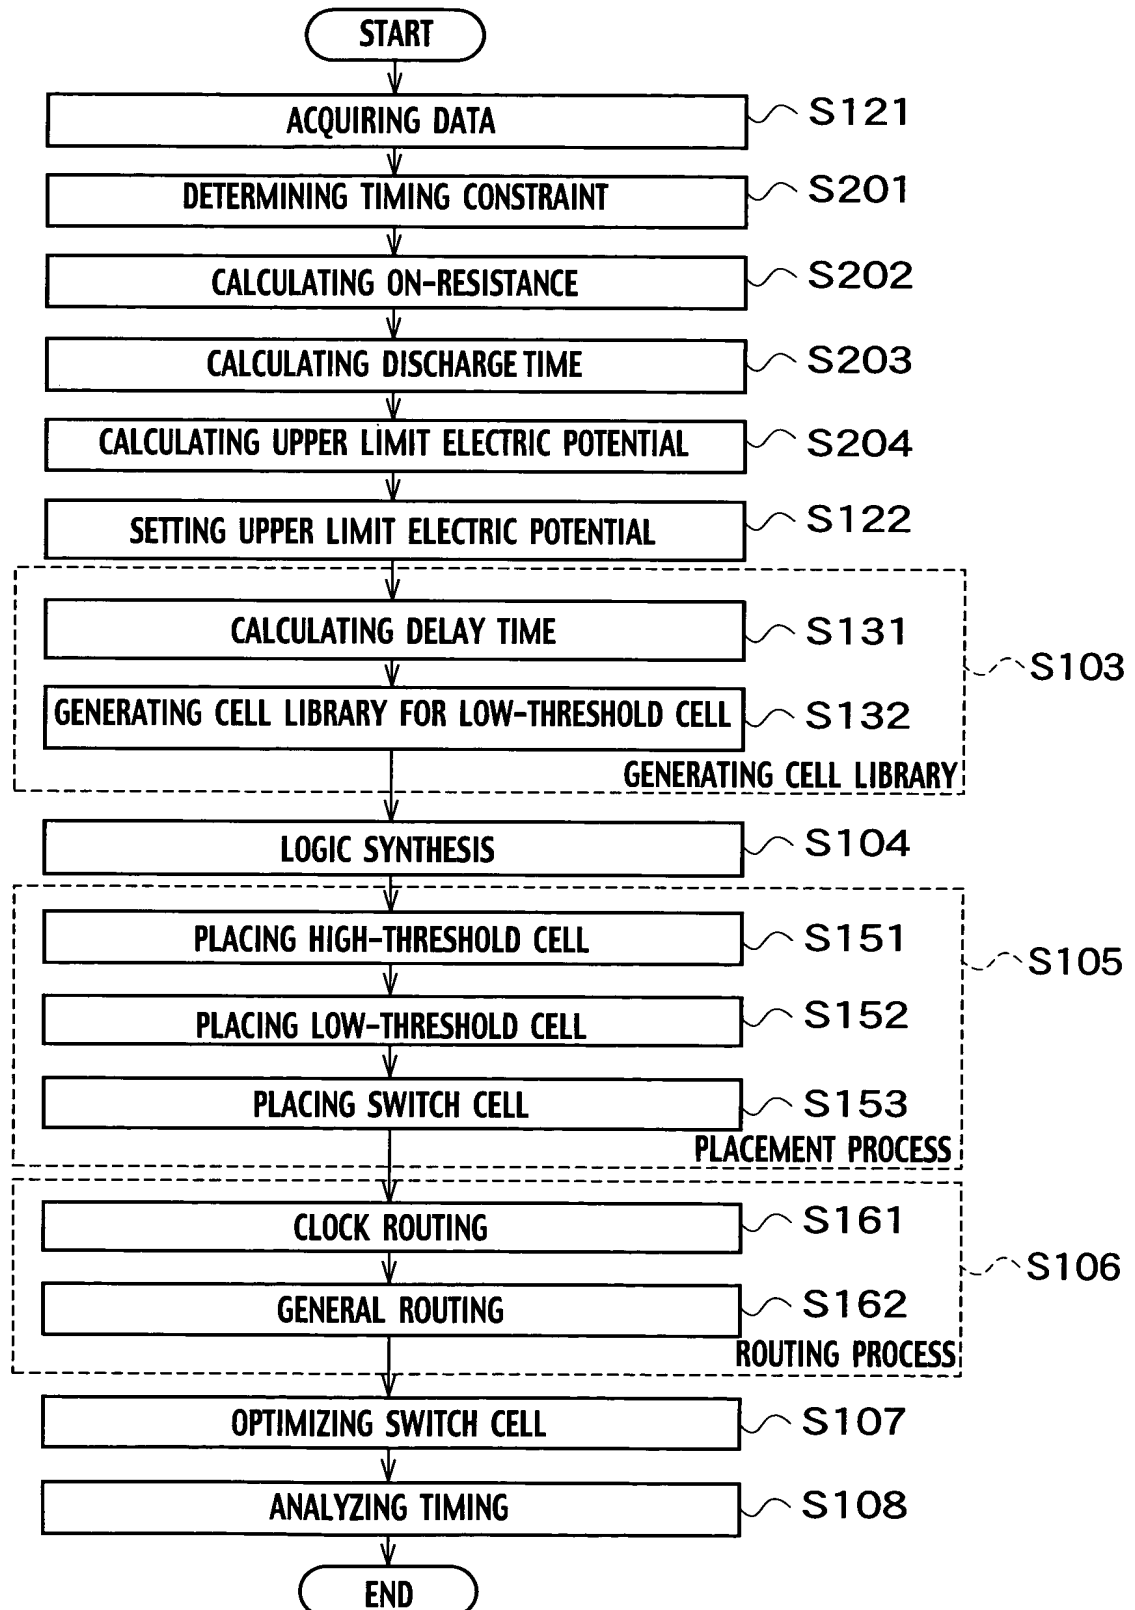 START
ACQUIRING DATA S121
DETERMINING TIMING CONSTRAINT S201
CALCULATING ON-RESISTANCE S202
CALCULATING DISCHARGE TIME S203
CALCULATING UPPER LIMIT ELECTRIC POTENTIAL S204
SETTING UPPER LIMIT ELECTRIC POTENTIAL S122
CALCULATING DELAY TIME S131
S103
GENERATING CELL LIBRARY FOR LOW-THRESHOLD CELL S132
GENERATING CELL LIBRARY
LOGIC SYNTHESIS S104
PLACING HIGH-THRESHOLD CELL S151
S105
PLACING LOW-THRESHOLD CELL S152
PLACING SWITCH CELL S153
PLACEMENT PROCESS
CLOCK ROUTING S161
S106
GENERAL ROUTING S162
ROUTING PROCESS
OPTIMIZING SWITCH CELL S107
ANALYZING TIMING S108
END